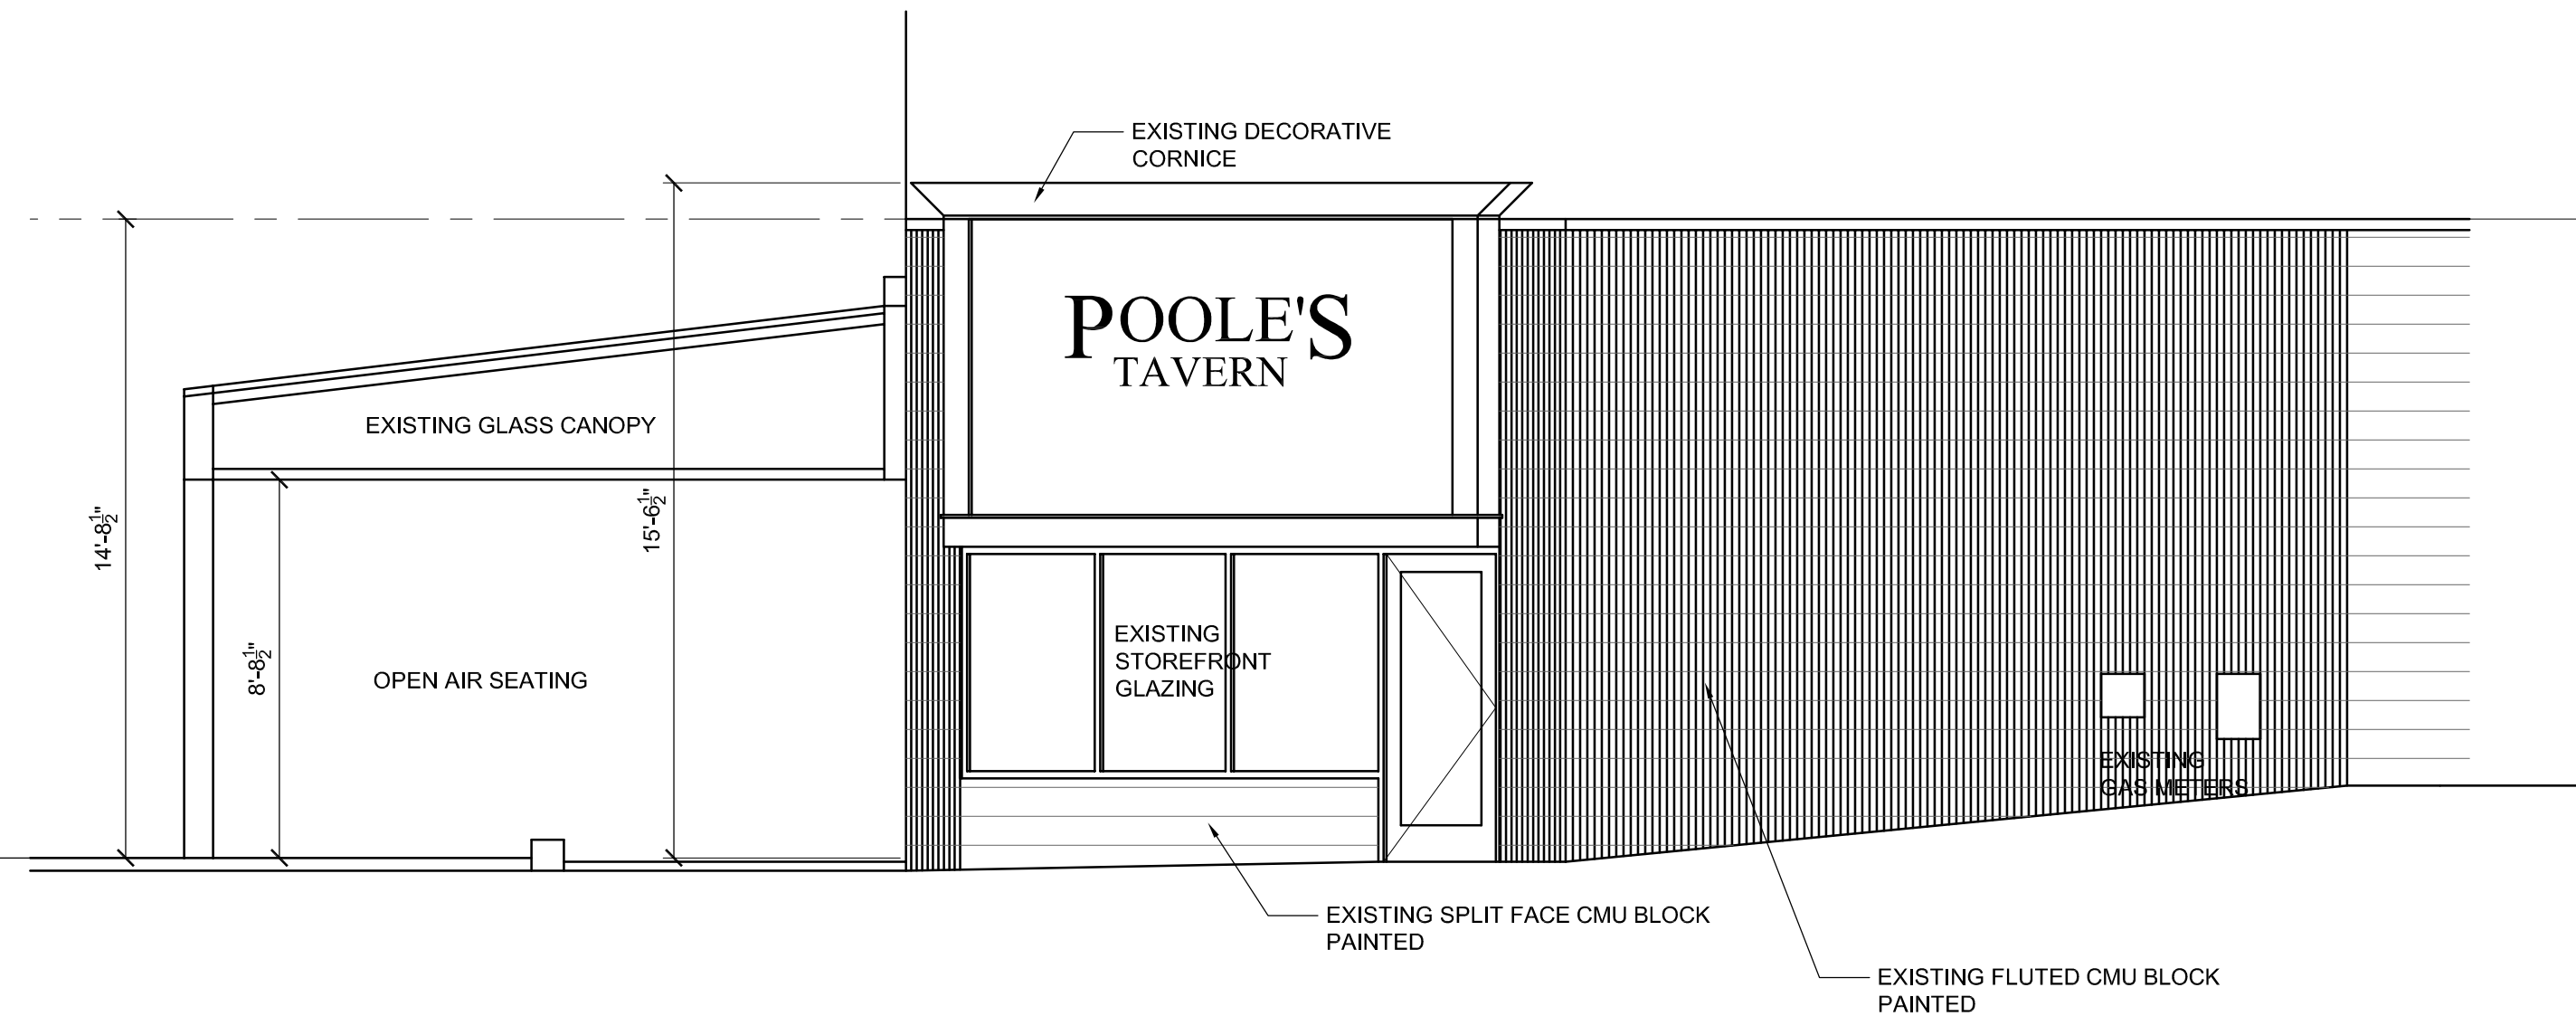 EXISTING DECORATIVE
CORNICE
POOLE'S
TAVERN
EXISTING GLASS CANOPY
14'-8½"
15'-6½"
8'-8½"
OPEN AIR SEATING
EXISTING
STOREFRONT
GLAZING
EXISTING
GAS METERS
EXISTING SPLIT FACE CMU BLOCK
PAINTED
EXISTING FLUTED CMU BLOCK
PAINTED